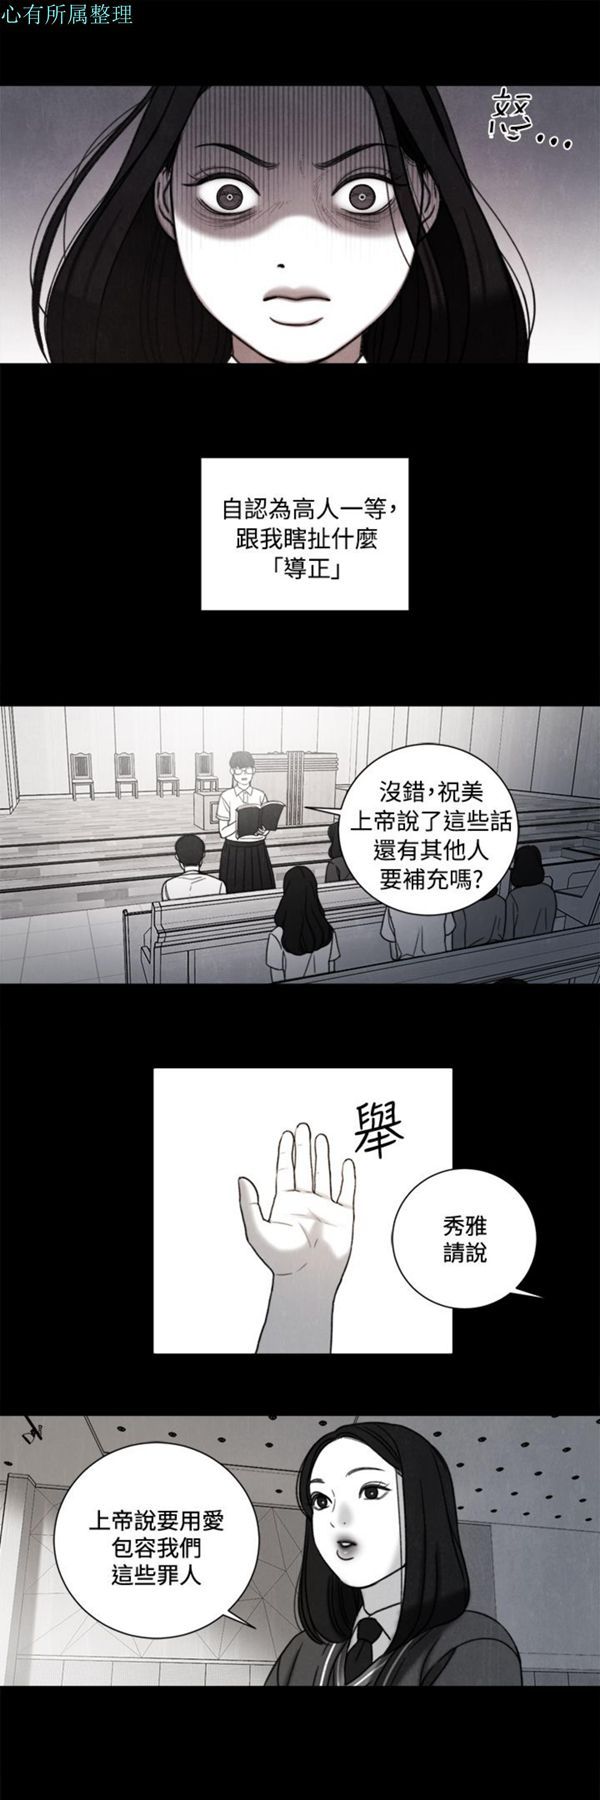 心有所属整理
怒...
自認為高人一等，
跟我瞎扯什麼
「導正」
沒錯，祝美
上帝說了這些話
還有其他人
要補充嗎？
舉
秀雅
請說
上帝說要用愛
包容我們
這些罪人